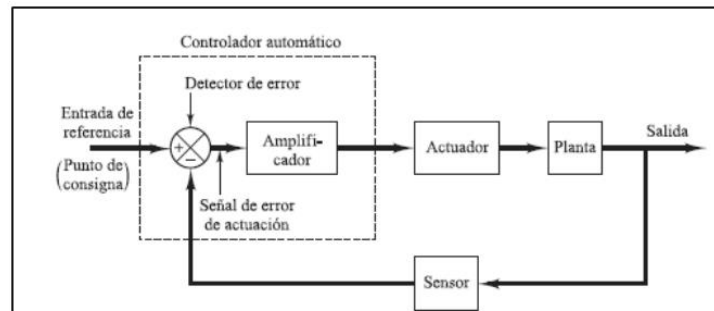 Controlador automático
Detector de error
Entrada de
referencia
(Punto de
consigna)
+
−
Amplifi-
cador
Señal de error
de actuación
Actuador
Planta
Salida
Sensor